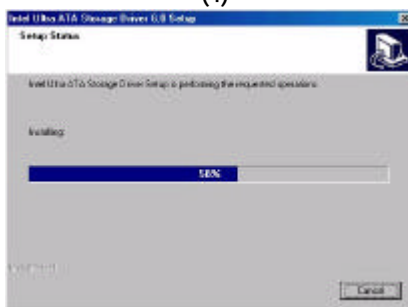 (4)
Intel Ultra ATA Storage Driver 6.0 Setup
Setup Status
Intel Ultra ATA Storage Driver Setup is performing the requested operations.
Installing:
58%
Cancel